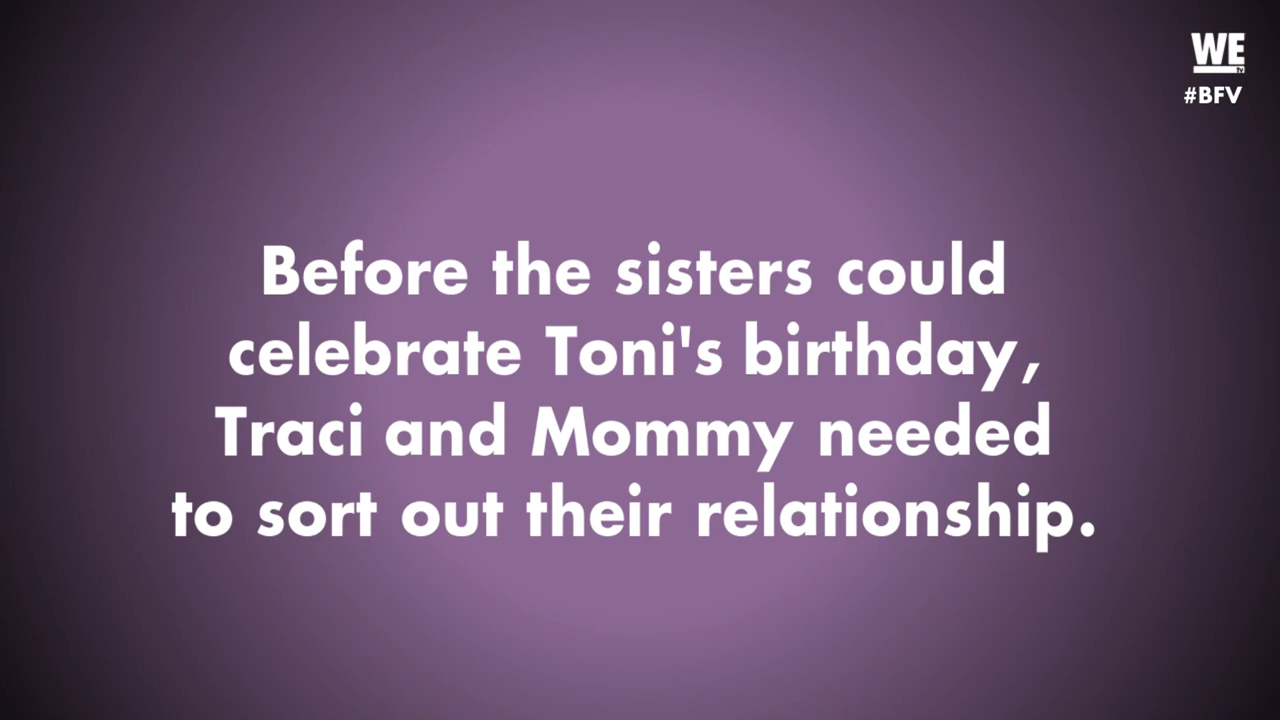 WE
tv
#BFV
Before the sisters could
celebrate Toni's birthday,
Traci and Mommy needed
to sort out their relationship.